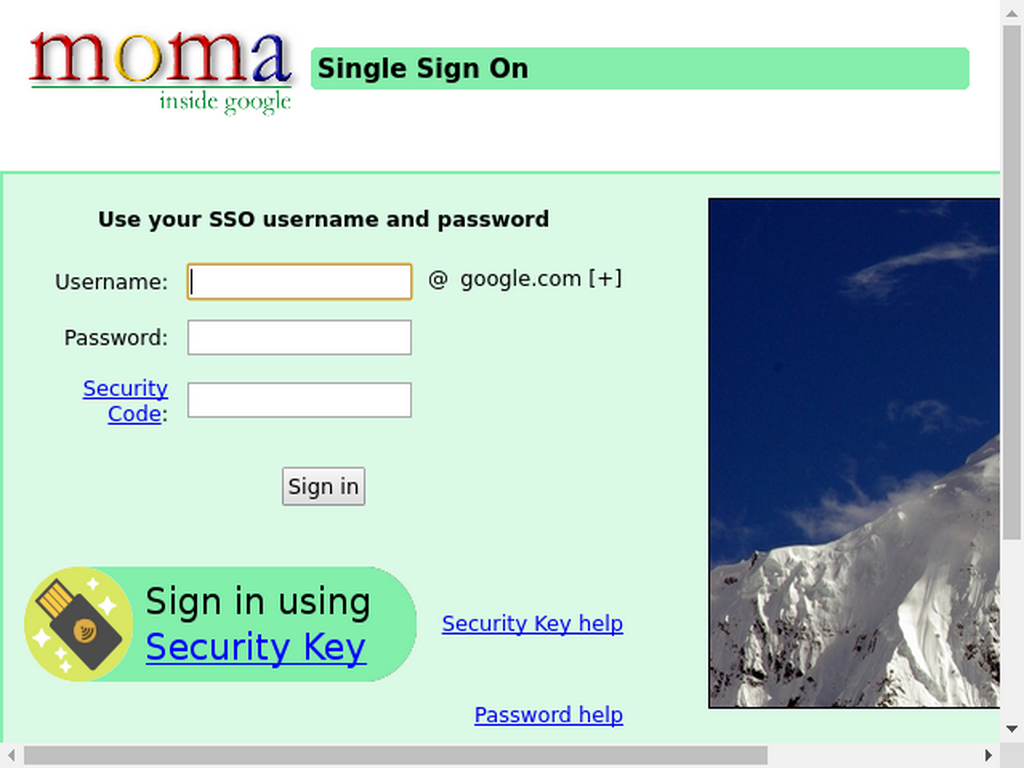 moma
inside google
Single Sign On
Use your SSO username and password
Username:
@ google.com [+]
Password:
Security
Code:
Sign in
Sign in using
Security Key
Security Key help
Password help